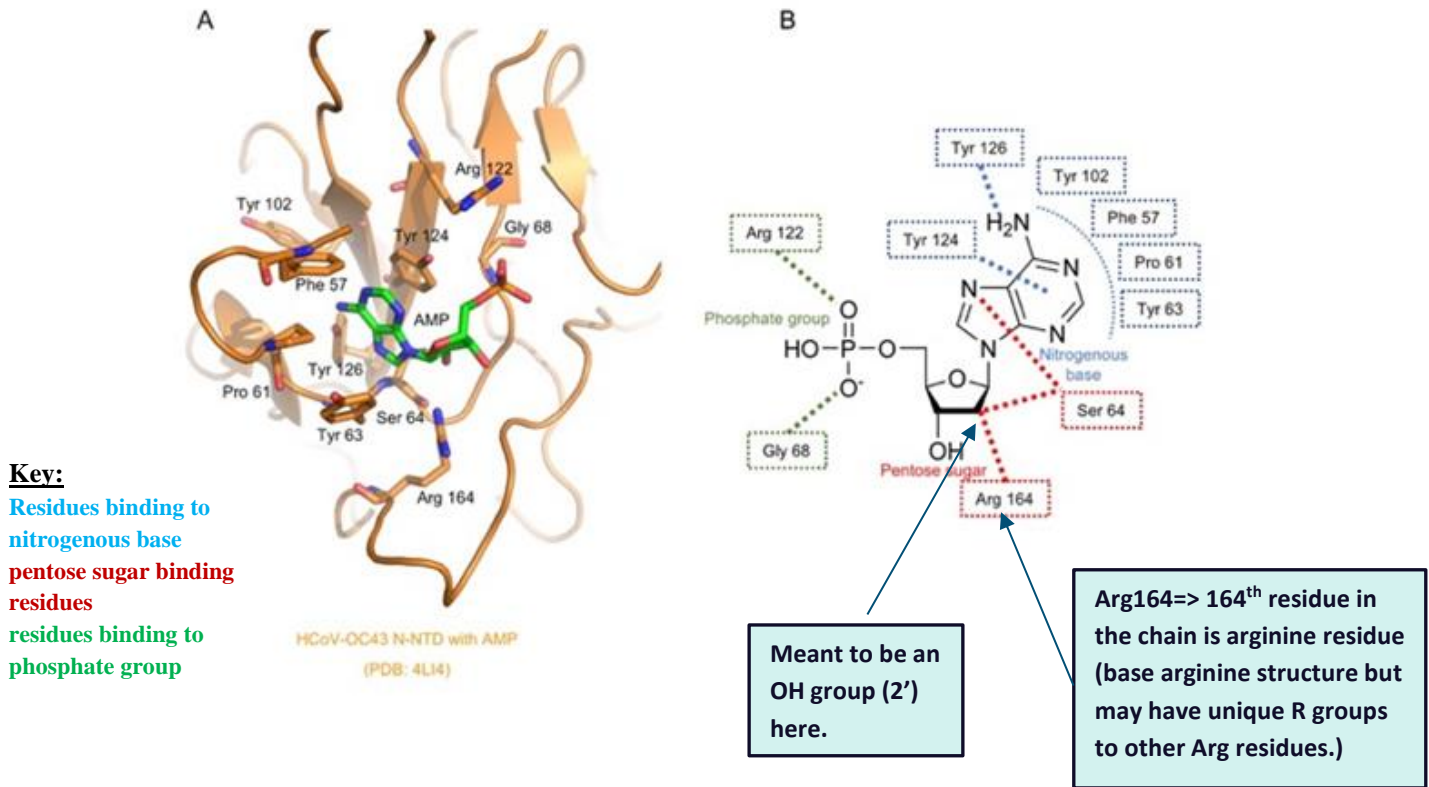 A
Arg 122
Tyr 102
Gly 68
Tyr 124
Phe 57
AMP
Tyr 126
Pro 61
Ser 64
Tyr 63
Arg 164
HCoV-OC43 N-NTD with AMP
(PDB: 4LI4)
Key:
Residues binding to
nitrogenous base
pentose sugar binding
residues
residues binding to
phosphate group
B
Tyr 126
Tyr 102
H₂N
Phe 57
Arg 122
Tyr 124
Pro 61
N
N
O
Tyr 63
Phosphate group
N
N
HO
P
O
Nitrogenous
base
O⁻
O
Ser 64
Gly 68
OH
Pentose sugar
Arg 164
Meant to be an
OH group (2’)
here.
Arg164=> 164th residue in
the chain is arginine residue
(base arginine structure but
may have unique R groups
to other Arg residues.)